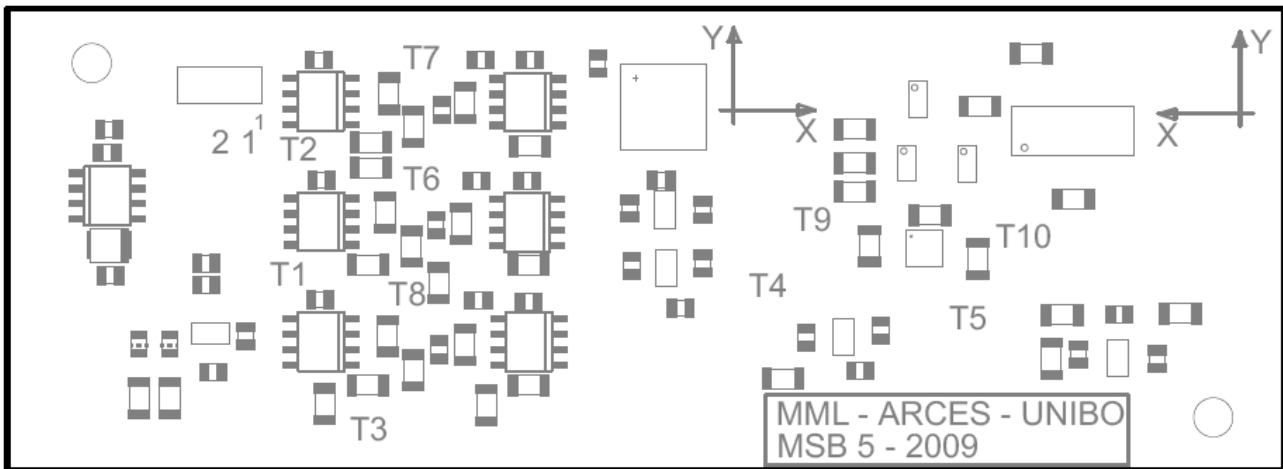 T7
Y
Y
X
X
2 1
1
T2
T6
T9
T10
T1
T8
T4
T5
T3
MML - ARCES - UNIBO
MSB 5 - 2009